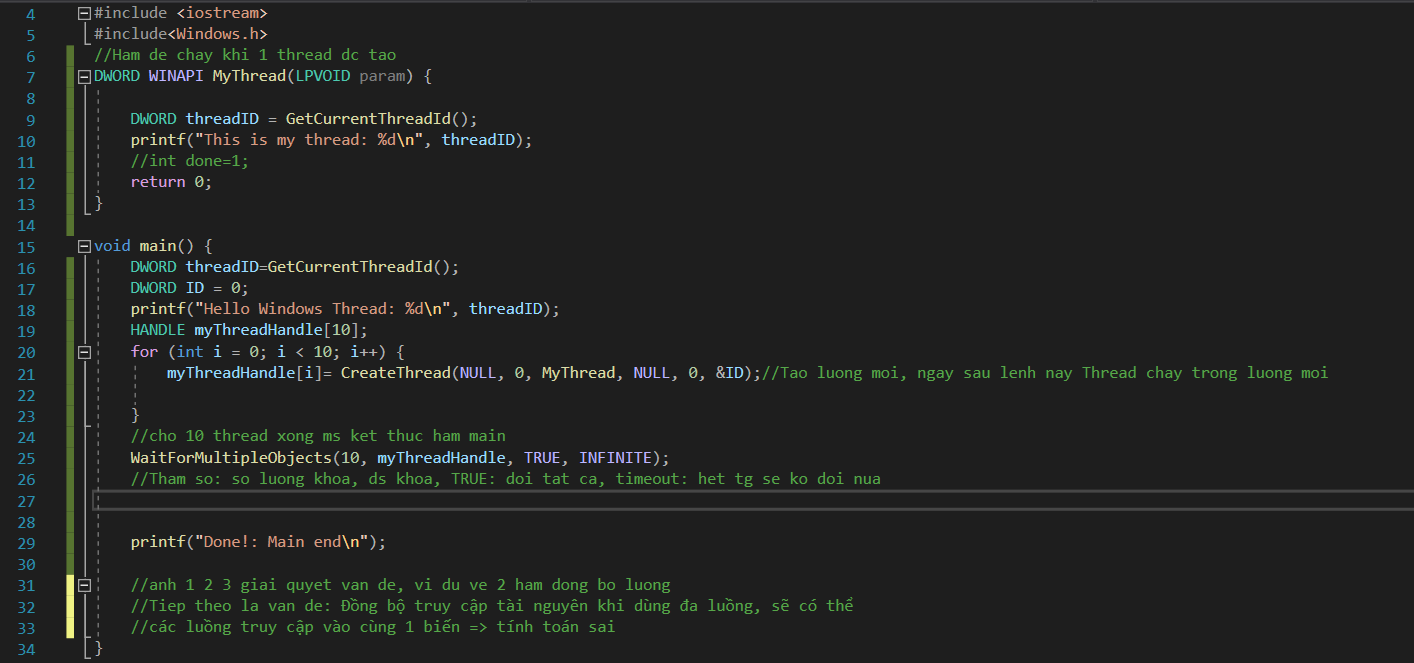 4 #include <iostream>
5 #include<Windows.h>
6 //Ham de chay khi 1 thread dc tao
7 DWORD WINAPI MyThread(LPVOID param) {
8
9 DWORD threadID = GetCurrentThreadId();
10 printf("This is my thread: %d\n", threadID);
11 //int done=1;
12 return 0;
13 }
14
15 void main() {
16 DWORD threadID=GetCurrentThreadId();
17 DWORD ID = 0;
18 printf("Hello Windows Thread: %d\n", threadID);
19 HANDLE myThreadHandle[10];
20 for (int i = 0; i < 10; i++) {
21 myThreadHandle[i]= CreateThread(NULL, 0, MyThread, NULL, 0, &ID);//Tao luong moi, ngay sau lenh nay Thread chay trong luong moi
22
23 }
24 //cho 10 thread xong ms ket thuc ham main
25 WaitForMultipleObjects(10, myThreadHandle, TRUE, INFINITE);
26 //Tham so: so luong khoa, ds khoa, TRUE: doi tat ca, timeout: het tg se ko doi nua
27
28
29 printf("Done!: Main end\n");
30
31 //anh 1 2 3 giai quyet van de, vi du ve 2 ham dong bo luong
32 //Tiep theo la van de: Đồng bộ truy cập tài nguyên khi dùng đa luồng, sẽ có thể
33 //các luồng truy cập vào cùng 1 biến => tính toán sai
34 }